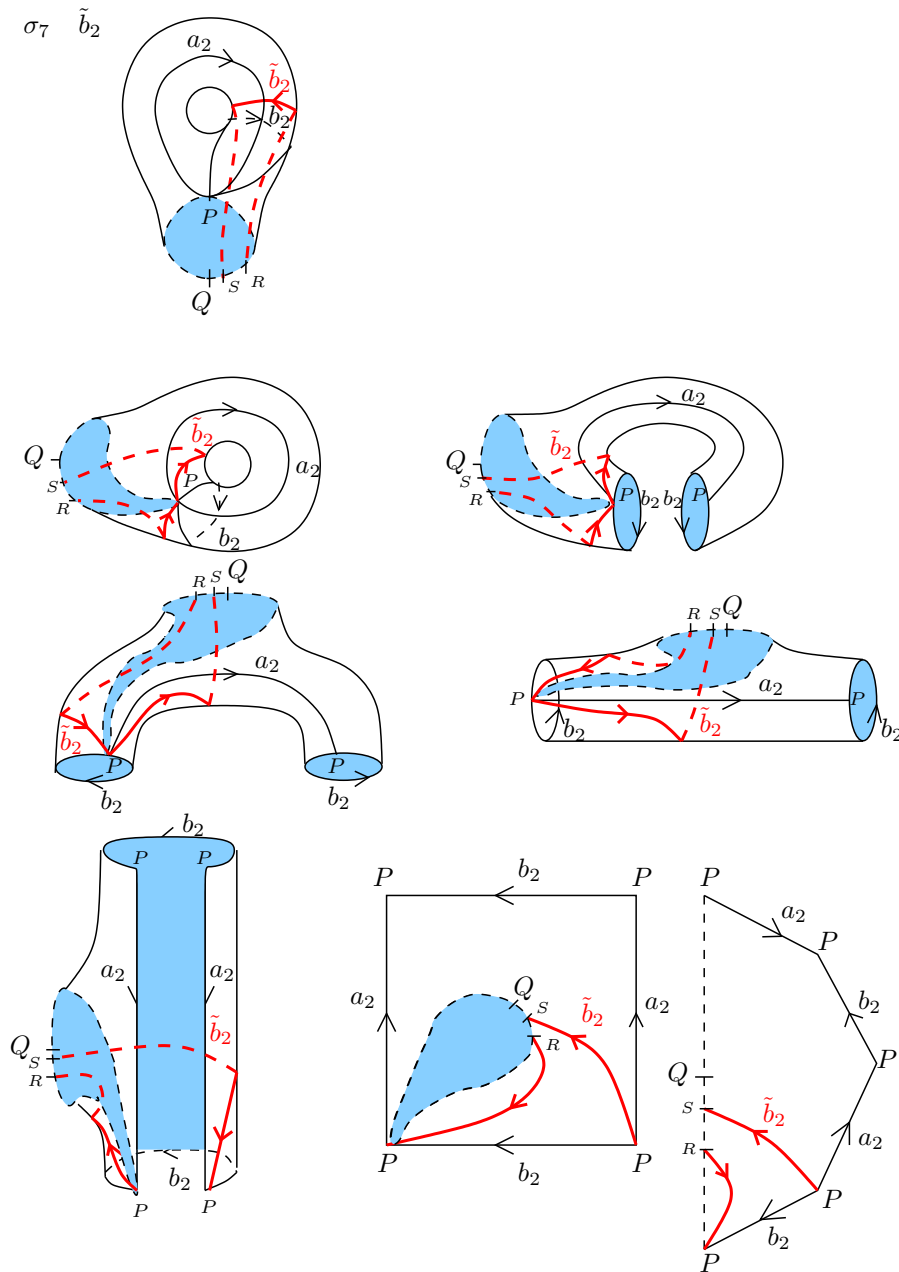 σ₇ b̃₂
a₂
b̃₂
b₂
P
Q S R
a₂
b̃₂
Q
P
a₂
S
R
b₂
a₂
b̃₂
Q
S
R
P b₂ b₂ P
R S Q
a₂
b̃₂
P P
b₂ b₂
R S Q
P a₂ P
b₂ b̃₂ b₂
b₂
P P
a₂ a₂
b̃₂
Q
S
R
b₂
P P
P b₂ P
Q
S
a₂ b̃₂ a₂
R
P b₂ P
P
a₂
P
b₂
Q P
S b̃₂
a₂
R
P
b₂
P